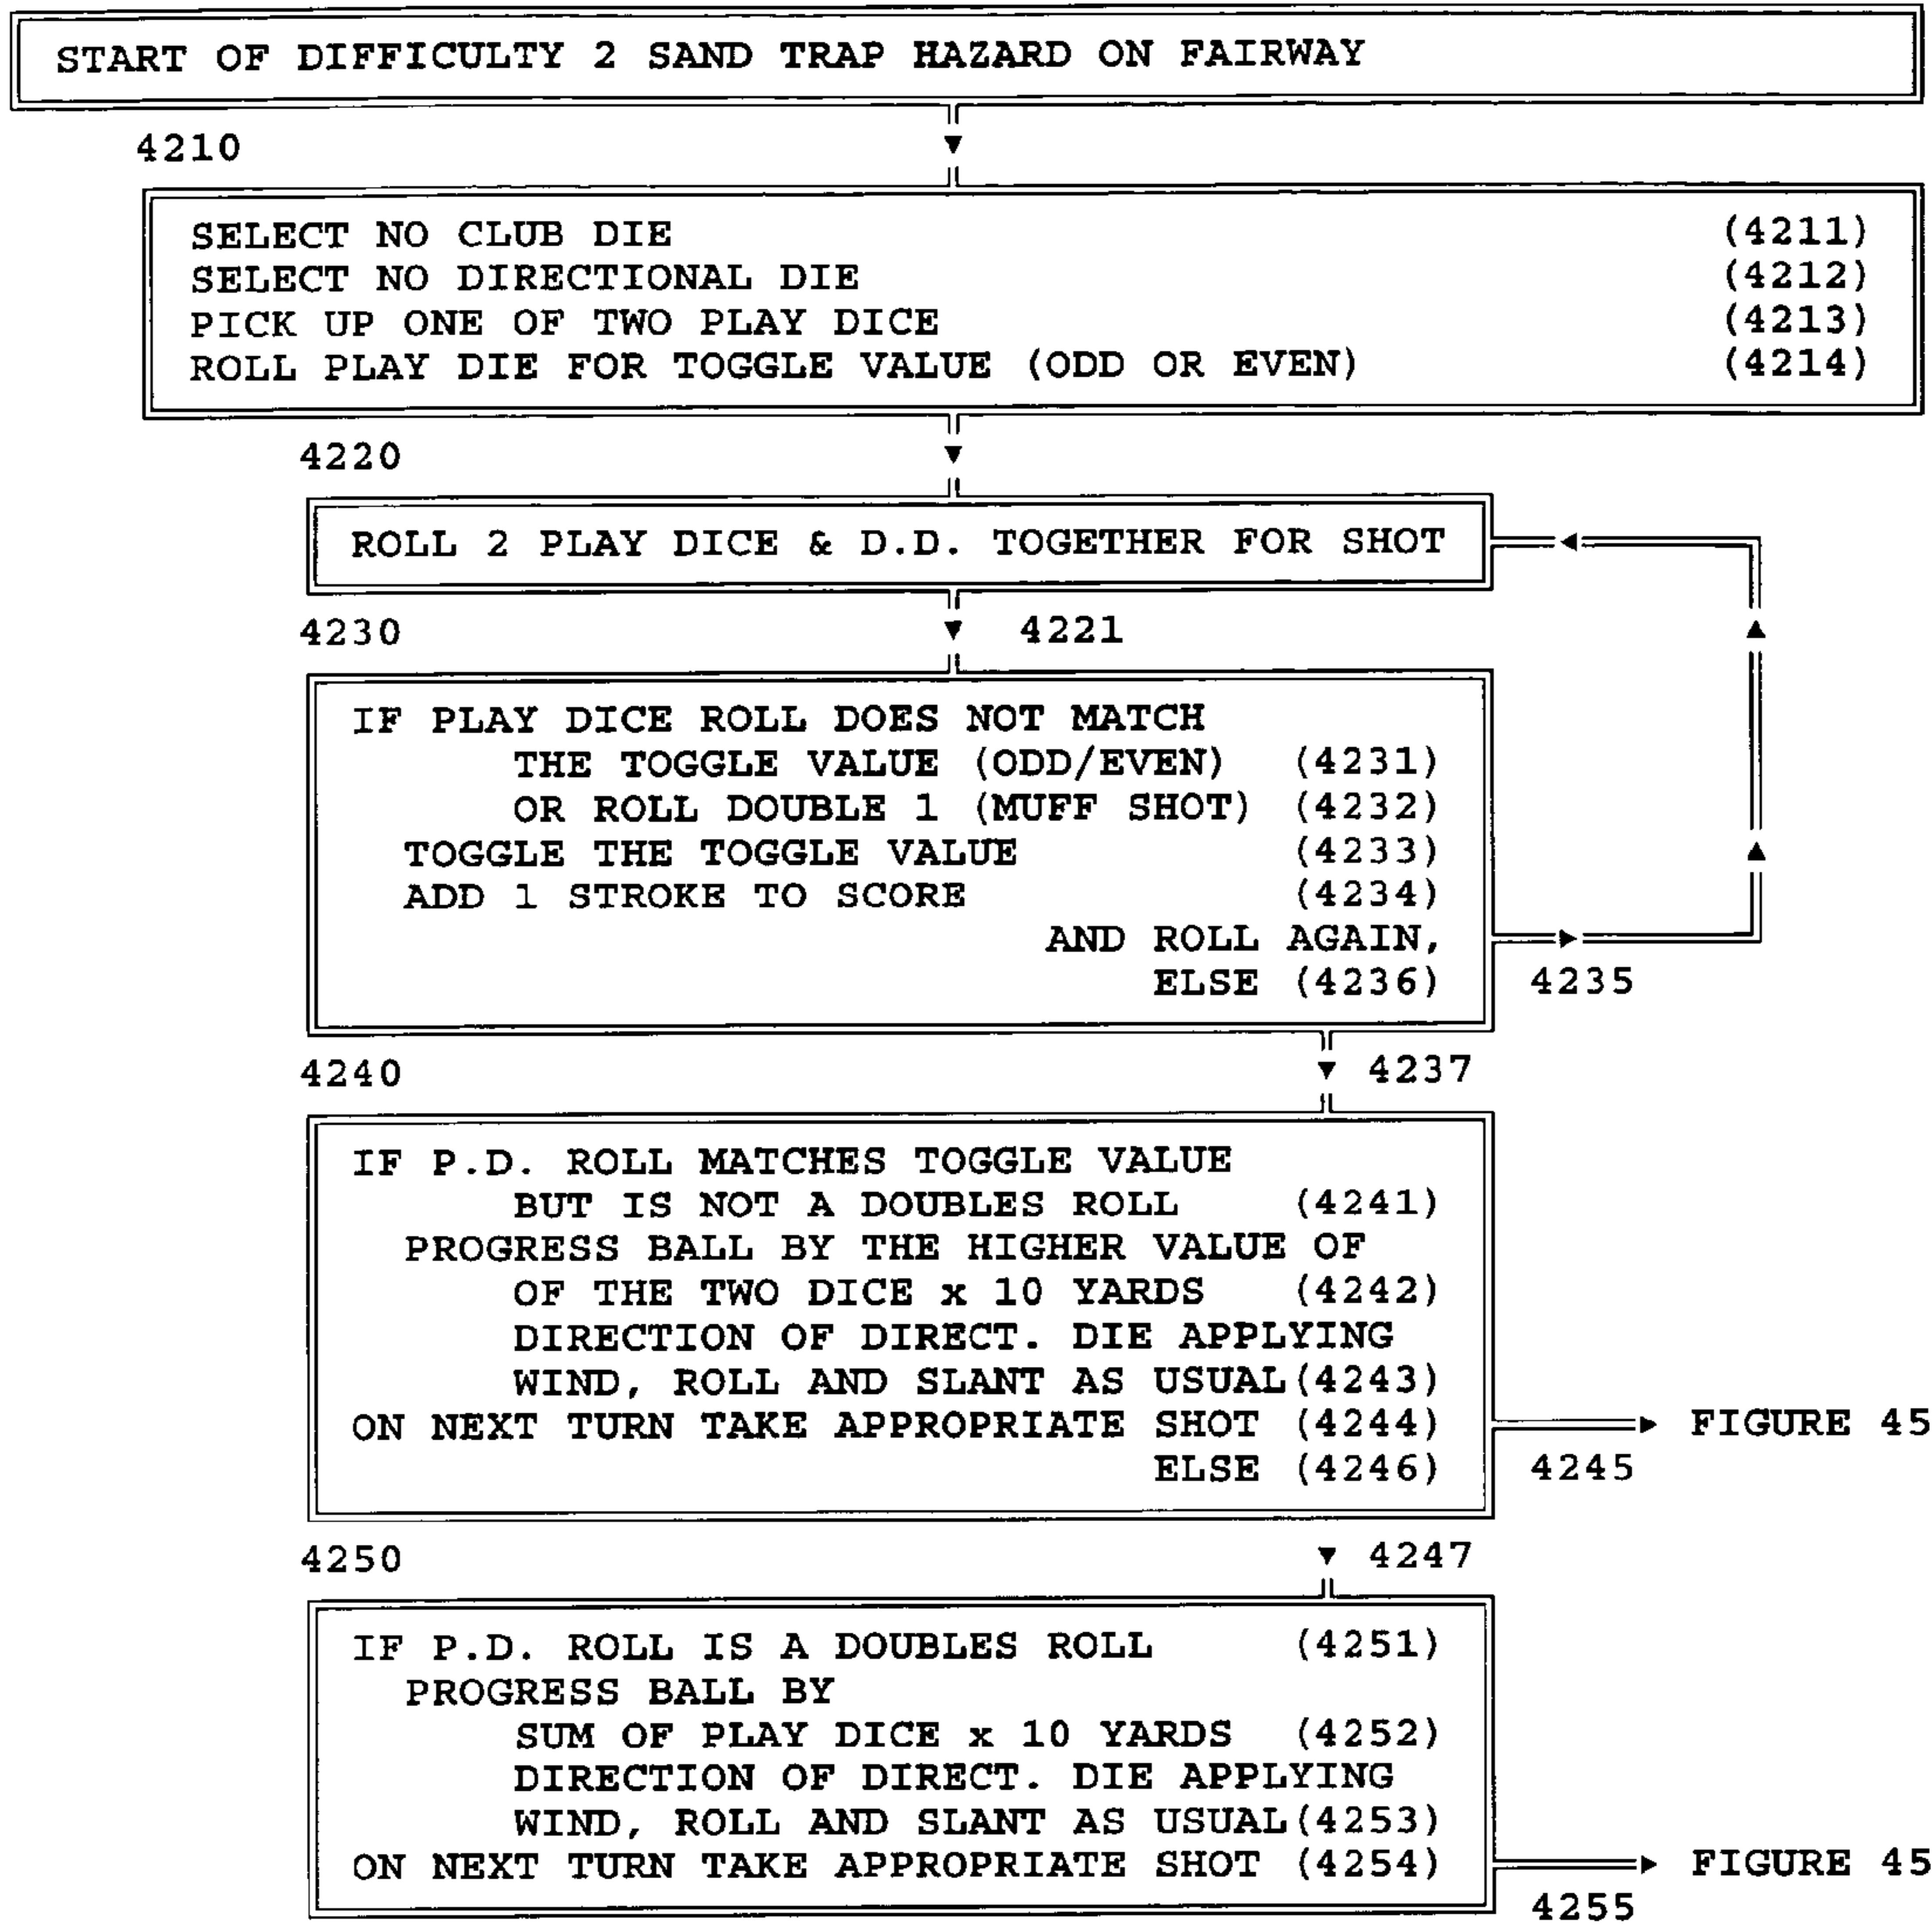 START OF DIFFICULTY 2 SAND TRAP HAZARD ON FAIRWAY
4210
SELECT NO CLUB DIE (4211)
SELECT NO DIRECTIONAL DIE (4212)
PICK UP ONE OF TWO PLAY DICE (4213)
ROLL PLAY DIE FOR TOGGLE VALUE (ODD OR EVEN) (4214)
4220
ROLL 2 PLAY DICE & D.D. TOGETHER FOR SHOT
4230 4221
IF PLAY DICE ROLL DOES NOT MATCH
THE TOGGLE VALUE (ODD/EVEN) (4231)
OR ROLL DOUBLE 1 (MUFF SHOT) (4232)
TOGGLE THE TOGGLE VALUE (4233)
ADD 1 STROKE TO SCORE (4234)
AND ROLL AGAIN,
ELSE (4236) 4235
4240 4237
IF P.D. ROLL MATCHES TOGGLE VALUE
BUT IS NOT A DOUBLES ROLL (4241)
PROGRESS BALL BY THE HIGHER VALUE OF
OF THE TWO DICE x 10 YARDS (4242)
DIRECTION OF DIRECT. DIE APPLYING
WIND, ROLL AND SLANT AS USUAL(4243)
ON NEXT TURN TAKE APPROPRIATE SHOT (4244) FIGURE 45
ELSE (4246) 4245
4250 4247
IF P.D. ROLL IS A DOUBLES ROLL (4251)
PROGRESS BALL BY
SUM OF PLAY DICE x 10 YARDS (4252)
DIRECTION OF DIRECT. DIE APPLYING
WIND, ROLL AND SLANT AS USUAL(4253)
ON NEXT TURN TAKE APPROPRIATE SHOT (4254) FIGURE 45
4255